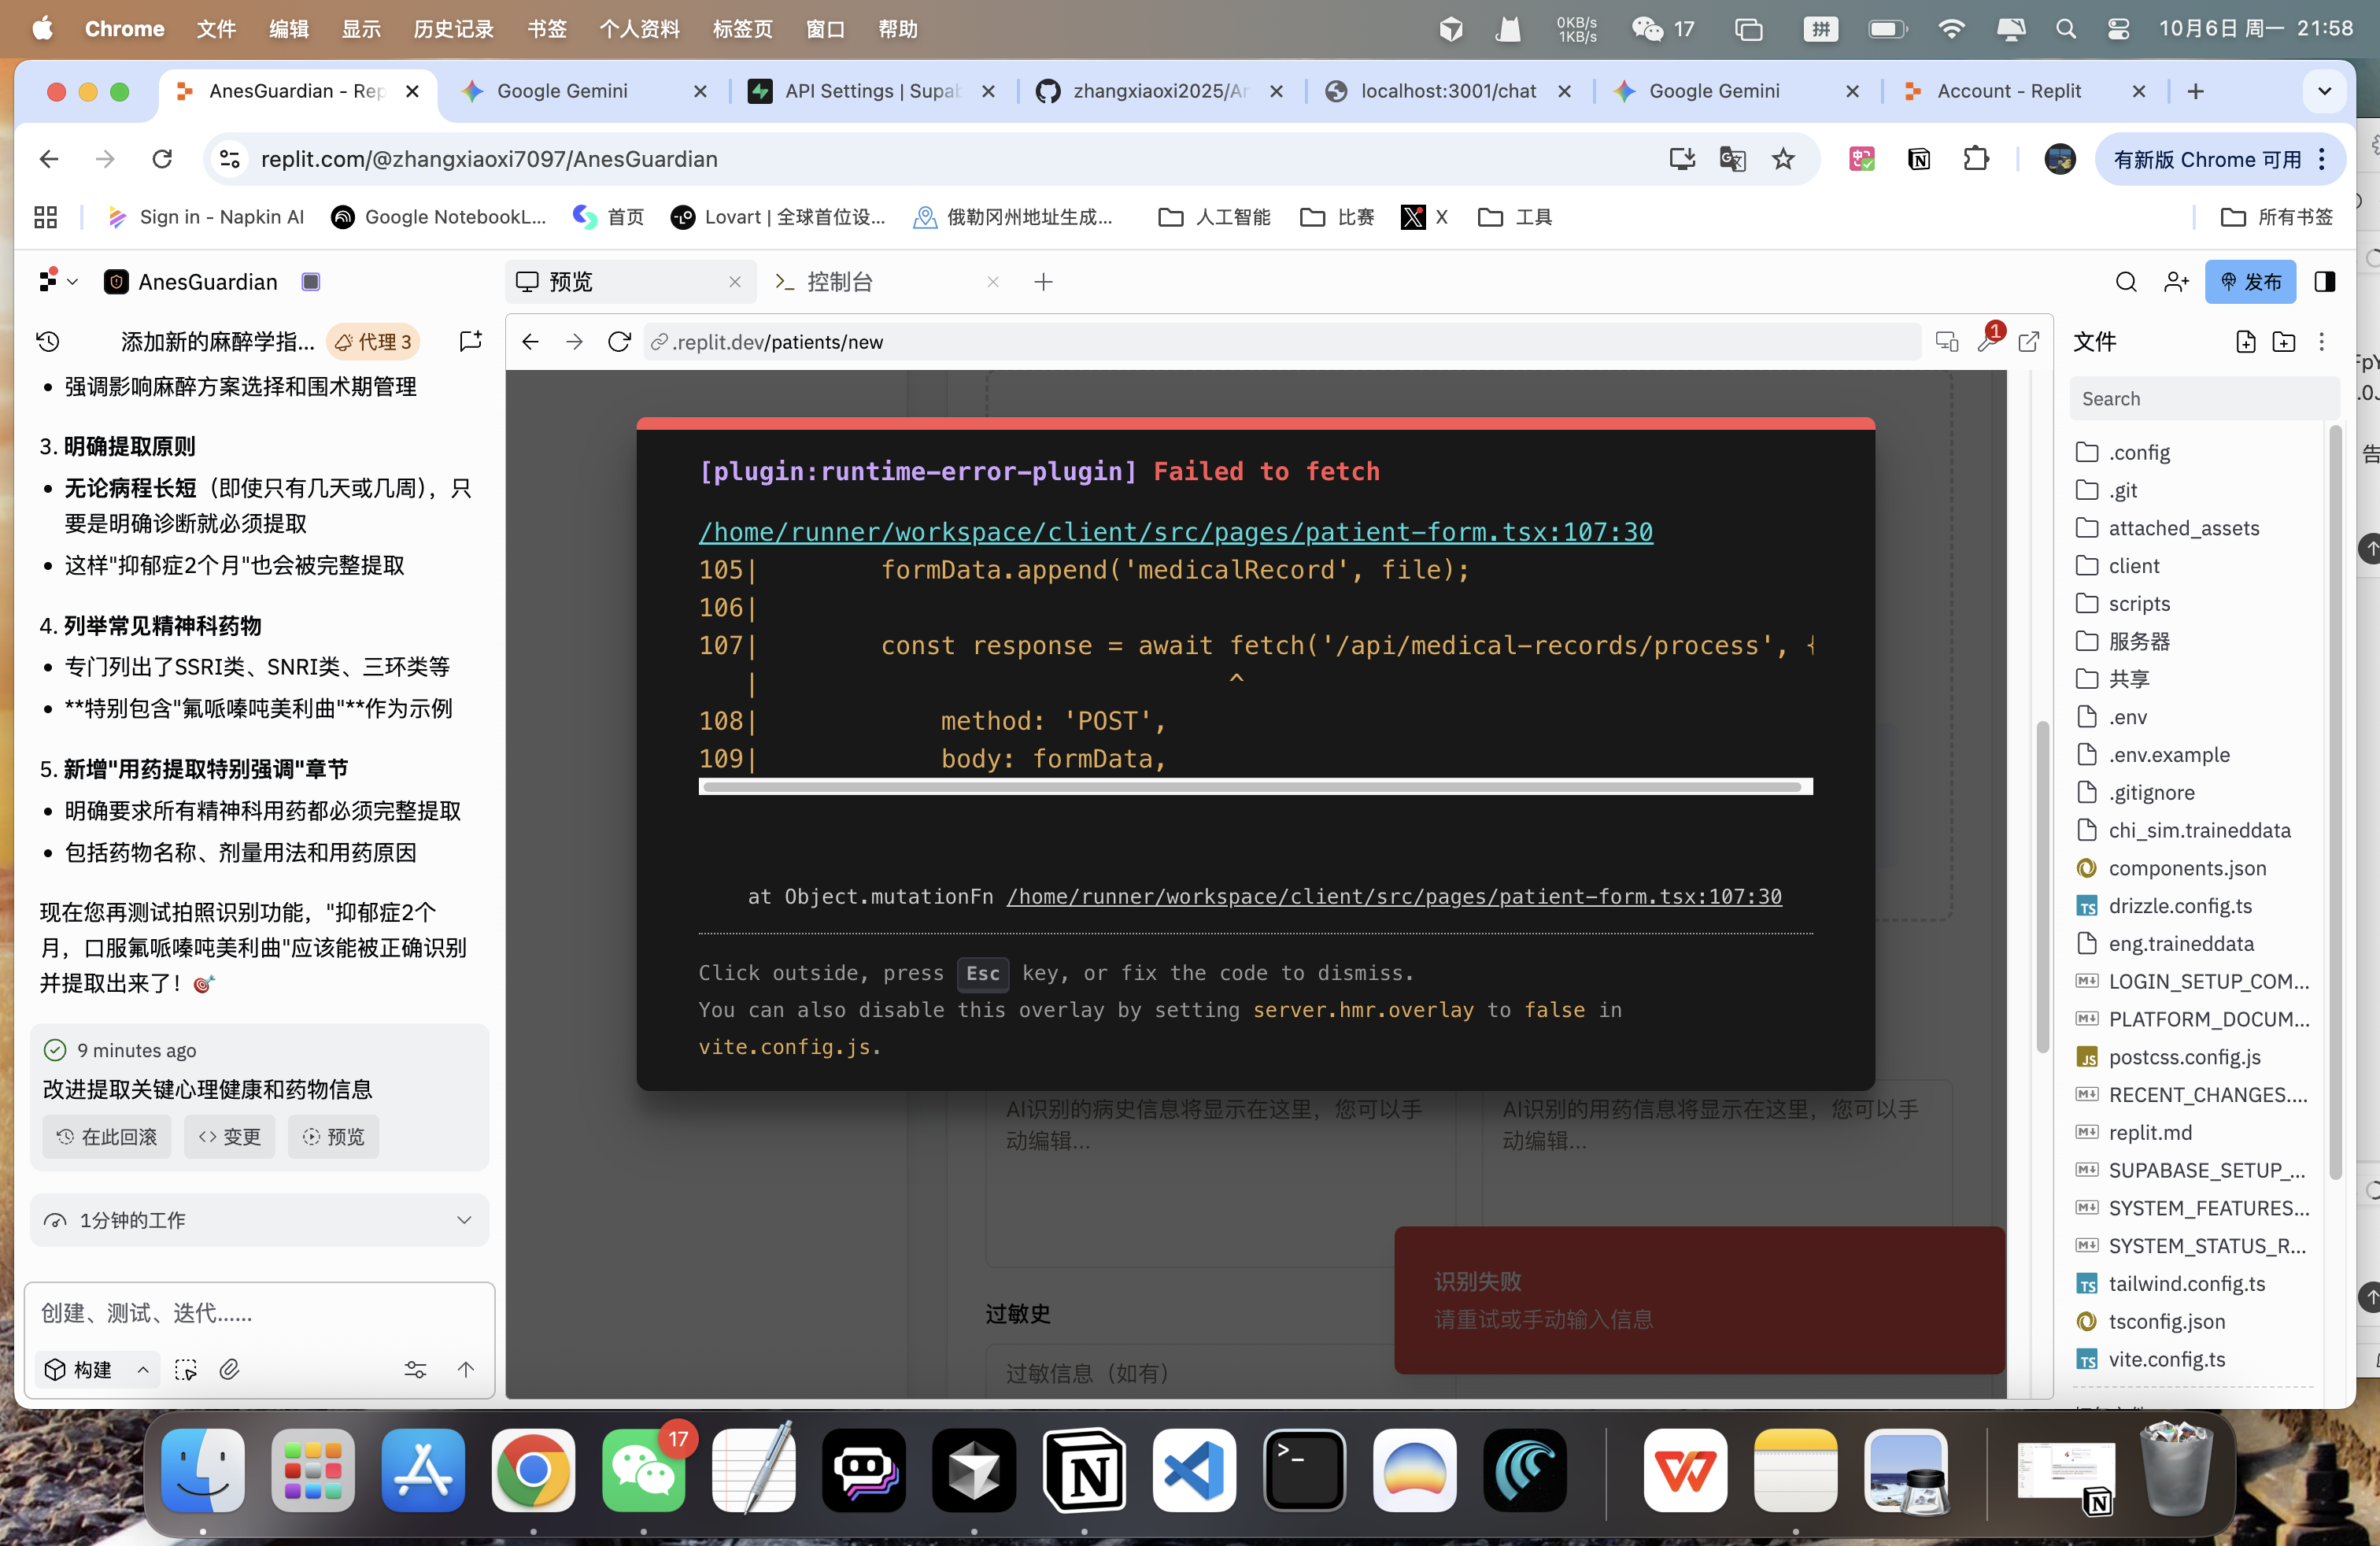 Chrome 文件 编辑 显示 历史记录 书签 个人资料 标签页 窗口 帮助
0KB/s
1KB/s
17
拼
10月6日 周一 21:58
AnesGuardian - Rep
Google Gemini
API Settings | Supab
zhangxiaoxi2025/An
localhost:3001/chat
Google Gemini
Account - Replit
replit.com/@zhangxiaoxi7097/AnesGuardian
有新版 Chrome 可用
Sign in - Napkin AI
Google NotebookL...
首页
Lovart | 全球首位设...
俄勒冈州地址生成...
人工智能
比赛
X
工具
所有书签
AnesGuardian
预览
控制台
发布
添加新的麻醉学指...
代理 3
.replit.dev/patients/new
1
文件
• 强调影响麻醉方案选择和围术期管理
3. 明确提取原则
• 无论病程长短（即使只有几天或几周），只
要是明确诊断就必须提取
• 这样"抑郁症2个月"也会被完整提取
4. 列举常见精神科药物
• 专门列出了SSRI类、SNRI类、三环类等
• **特别包含"氟哌嗪吨美利曲"**作为示例
5. 新增"用药提取特别强调"章节
• 明确要求所有精神科用药都必须完整提取
• 包括药物名称、剂量用法和用药原因
现在您再测试拍照识别功能，"抑郁症2个
月，口服氟哌嗪吨美利曲"应该能被正确识别
并提取出来了！🎯
9 minutes ago
改进提取关键心理健康和药物信息
在此回滚
变更
预览
1分钟的工作
创建、测试、迭代......
构建
[plugin:runtime-error-plugin] Failed to fetch
/home/runner/workspace/client/src/pages/patient-form.tsx:107:30
105| formData.append('medicalRecord', file);
106|
107| const response = await fetch('/api/medical-records/process', {
| ^
108| method: 'POST',
109| body: formData,
at Object.mutationFn /home/runner/workspace/client/src/pages/patient-form.tsx:107:30
Click outside, press Esc key, or fix the code to dismiss.
You can also disable this overlay by setting server.hmr.overlay to false in
vite.config.js.
AI识别的病史信息将显示在这里，您可以手
动编辑...
AI识别的用药信息将显示在这里，您可以手
动编辑...
过敏史
过敏信息（如有）
识别失败
请重试或手动输入信息
Search
.config
.git
attached_assets
client
scripts
服务器
共享
.env
.env.example
.gitignore
chi_sim.traineddata
components.json
drizzle.config.ts
eng.traineddata
LOGIN_SETUP_COM...
PLATFORM_DOCUM...
postcss.config.js
RECENT_CHANGES....
replit.md
SUPABASE_SETUP_...
SYSTEM_FEATURES...
SYSTEM_STATUS_R...
tailwind.config.ts
tsconfig.json
vite.config.ts
17